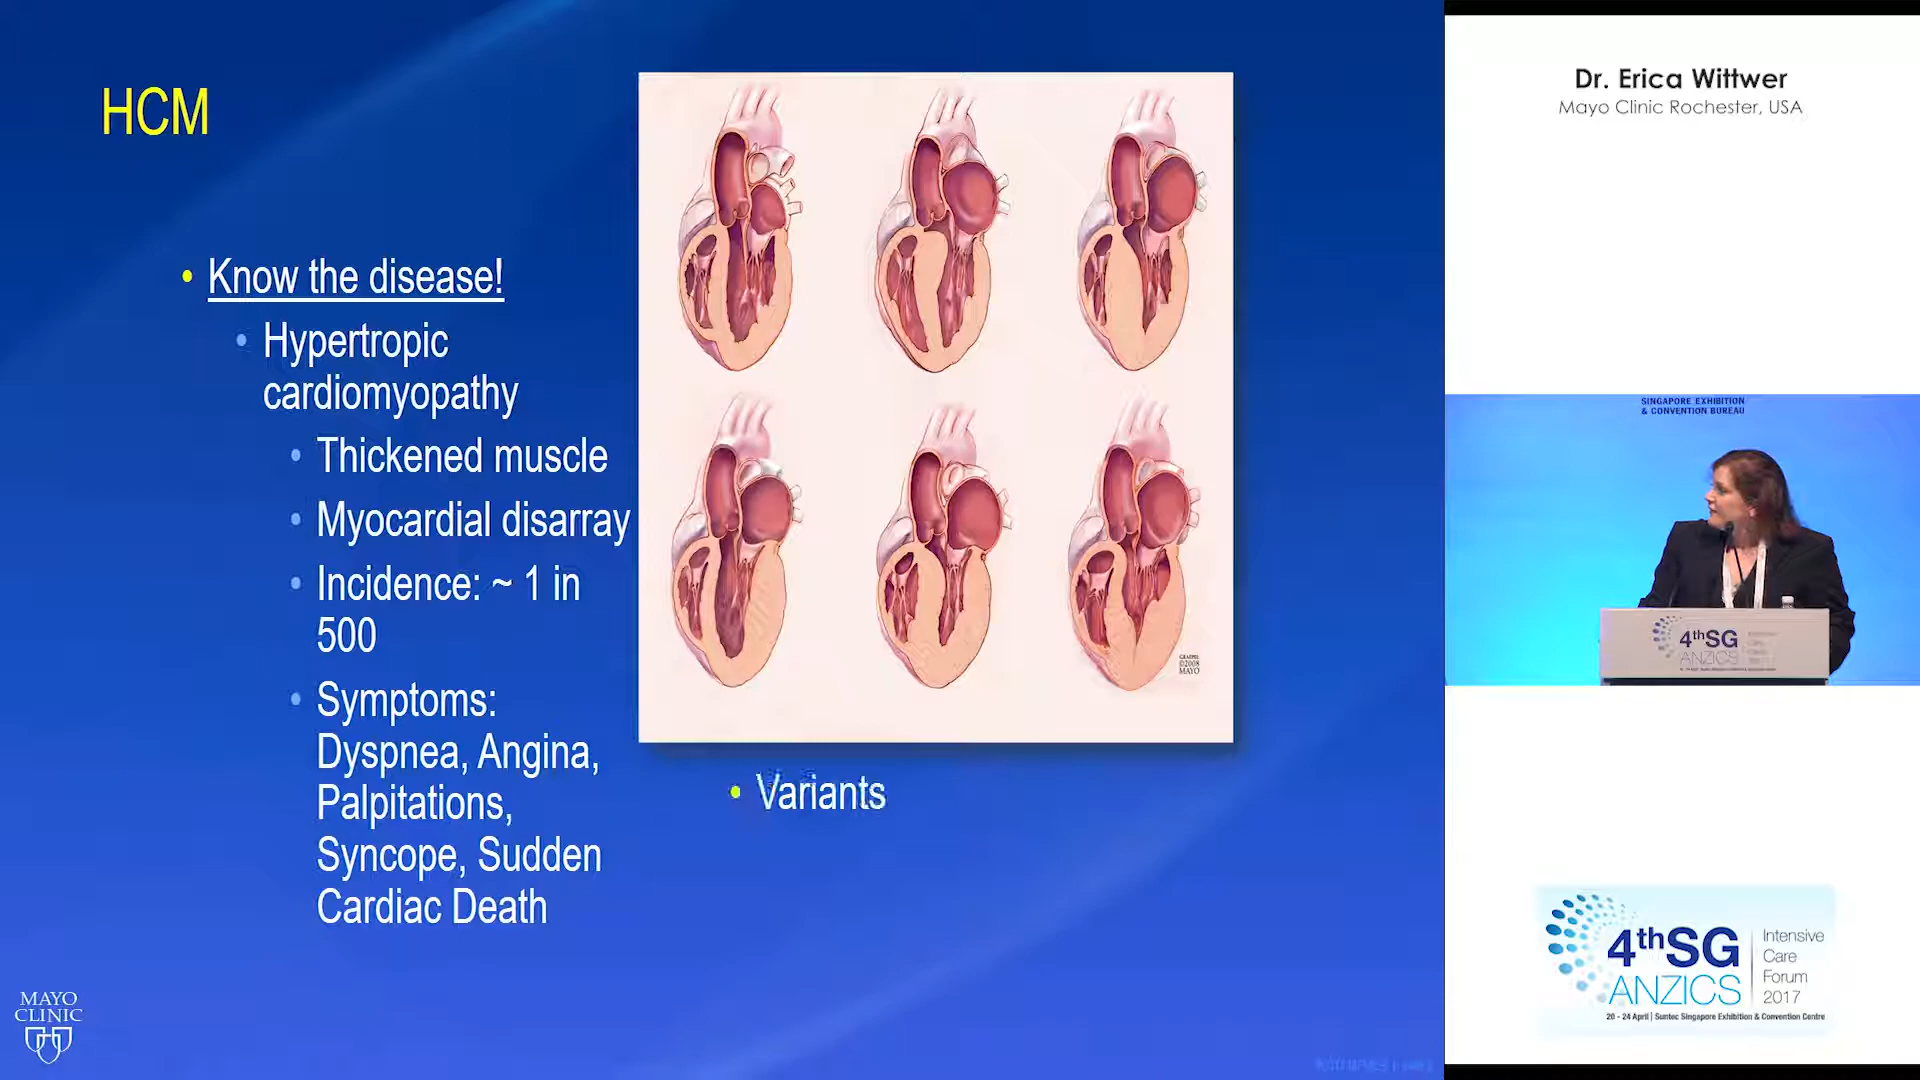 HCM
Know the disease!
Hypertropic
cardiomyopathy
Thickened muscle
Myocardial disarray
Incidence: ~ 1 in
500
Symptoms:
Dyspnea, Angina,
Palpitations,
Syncope, Sudden
Cardiac Death
©2008
MAYO
Variants
MAYO
CLINIC
Dr. Erica Wittwer
Mayo Clinic Rochester, USA
SINGAPORE EXHIBITION
& CONVENTION BUREAU
4thSG
ANZICS
4thSG
ANZICS
Intensive
Care
Forum
2017
20 - 24 April | Suntec Singapore Exhibition & Convention Centre